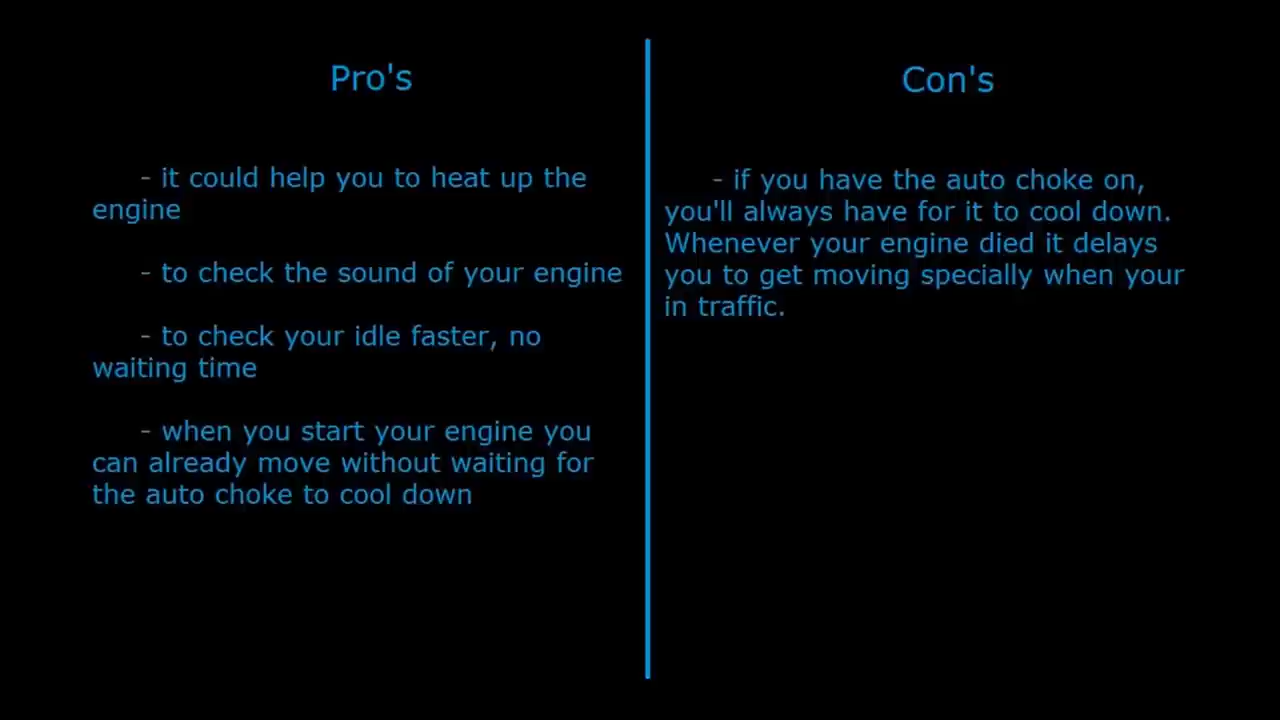 Pro's
- it could help you to heat up the
engine
- to check the sound of your engine
- to check your idle faster, no
waiting time
- when you start your engine you
can already move without waiting for
the auto choke to cool down
Con's
- if you have the auto choke on,
you'll always have for it to cool down.
Whenever your engine died it delays
you to get moving specially when your
in traffic.